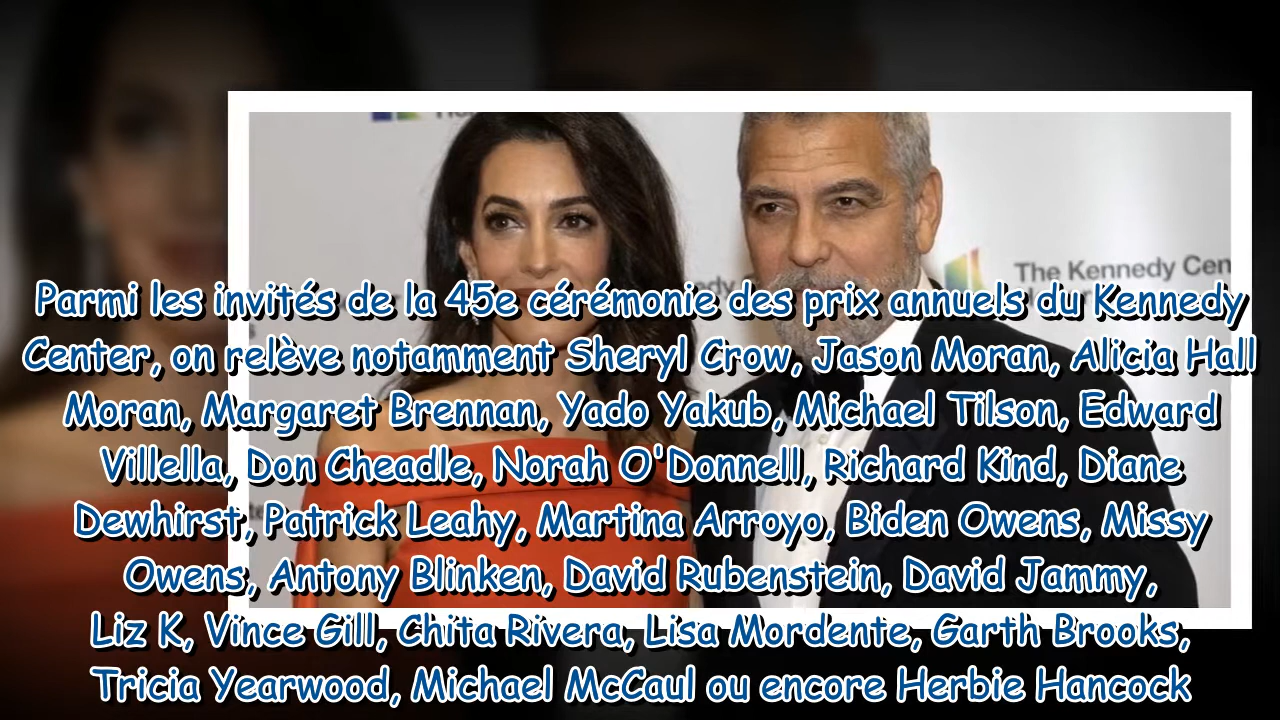 The Kennedy Cen
Parmi les invités de la 45e cérémonie des prix annuels du Kennedy
Center, on relève notamment Sheryl Crow, Jason Moran, Alicia Hall
Moran, Margaret Brennan, Yado Yakub, Michael Tilson, Edward
Villella, Don Cheadle, Norah O'Donnell, Richard Kind, Diane
Dewhirst, Patrick Leahy, Martina Arroyo, Biden Owens, Missy
Owens, Antony Blinken, David Rubenstein, David Jammy,
Liz K, Vince Gill, Chita Rivera, Lisa Mordente, Garth Brooks,
Tricia Yearwood, Michael McCaul ou encore Herbie Hancock